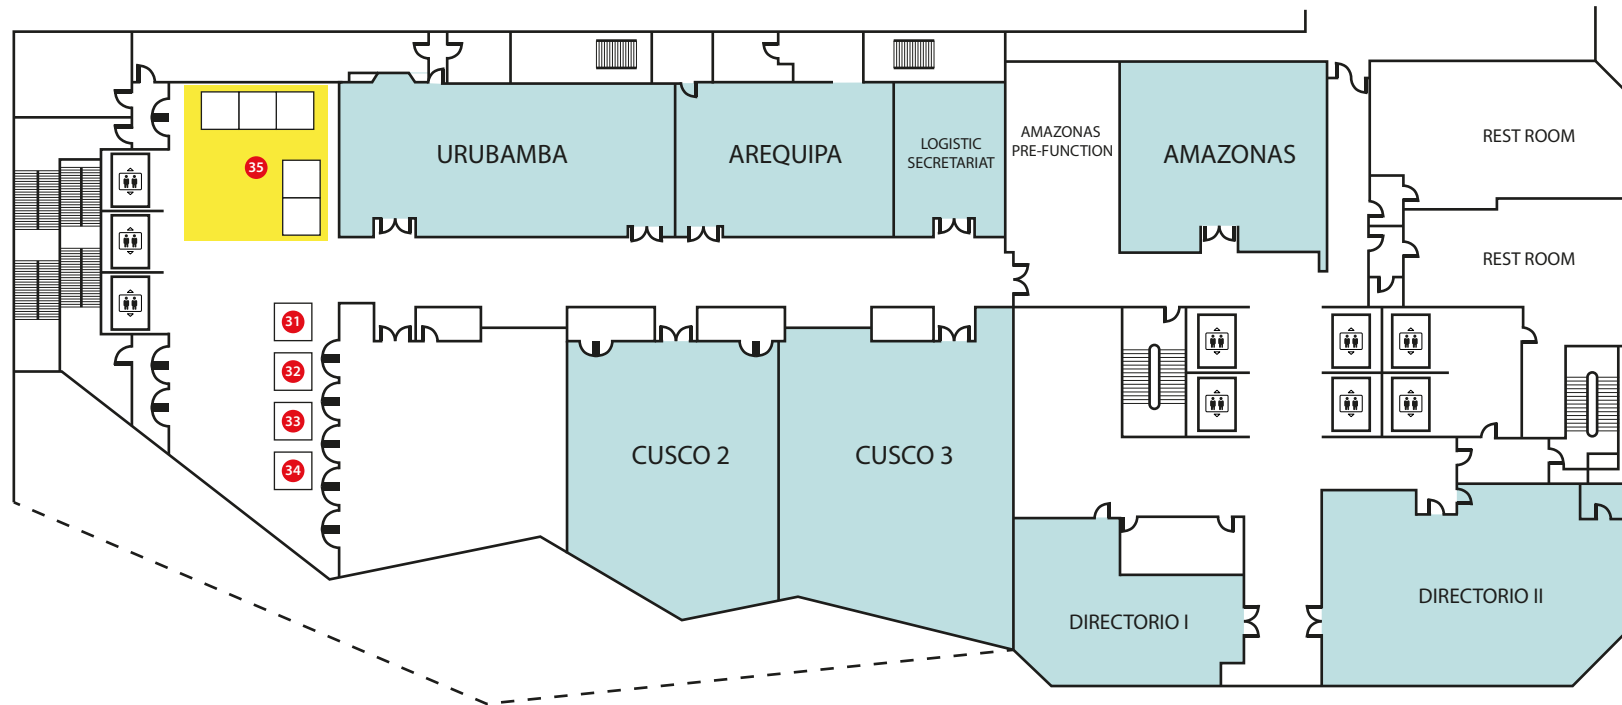 URUBAMBA
AREQUIPA
LOGISTIC
SECRETARIAT
AMAZONAS
PRE-FUNCTION
AMAZONAS
REST ROOM
REST ROOM
35
31
32
33
34
CUSCO 2
CUSCO 3
DIRECTORIO I
DIRECTORIO II